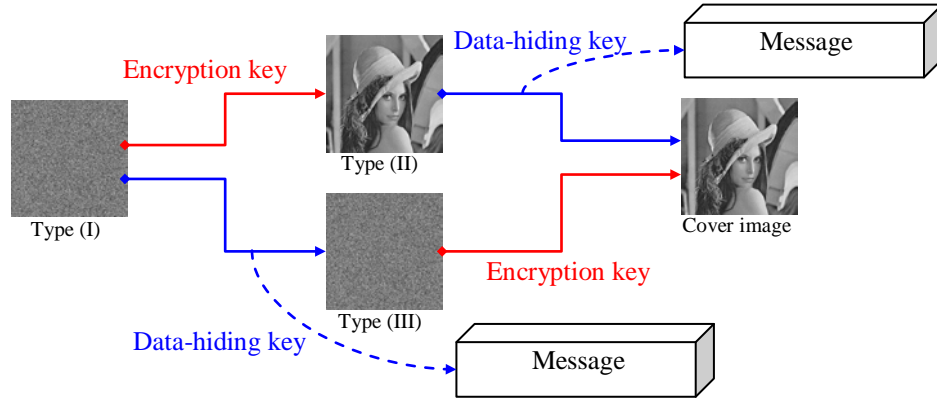 Data-hiding key
Message
Encryption key
Type (II)
Type (I)
Cover image
Encryption key
Type (III)
Data-hiding key
Message